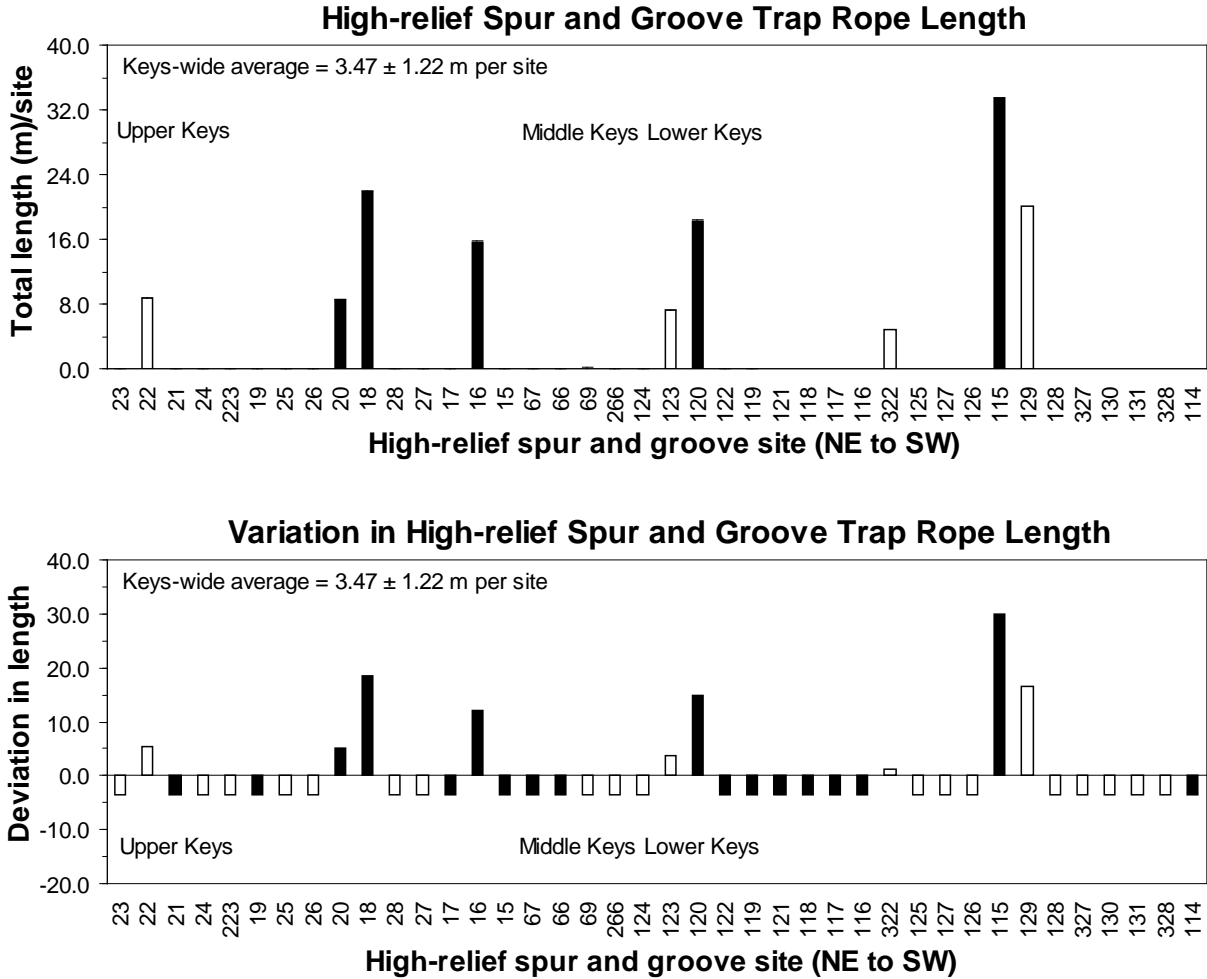 High-relief Spur and Groove Trap Rope Length
40.0
Keys-wide average = 3.47 ± 1.22 m per site
32.0
Upper Keys
Middle Keys Lower Keys
24.0
16.0
8.0
0.0
Total length (m)/site
23 22 21 24 223 19 25 26 20 18 28 27 17 16 15 67 66 69 266 124 123 120 122 119 121 118 117 116 322 125 127 126 115 129 128 327 130 131 328 114
High-relief spur and groove site (NE to SW)
Variation in High-relief Spur and Groove Trap Rope Length
40.0
Keys-wide average = 3.47 ± 1.22 m per site
30.0
20.0
10.0
0.0
-10.0
Upper Keys
Middle Keys Lower Keys
-20.0
Deviation in length
23 22 21 24 223 19 25 26 20 18 28 27 17 16 15 67 66 69 266 124 123 120 122 119 121 118 117 116 322 125 127 126 115 129 128 327 130 131 328 114
High-relief spur and groove site (NE to SW)